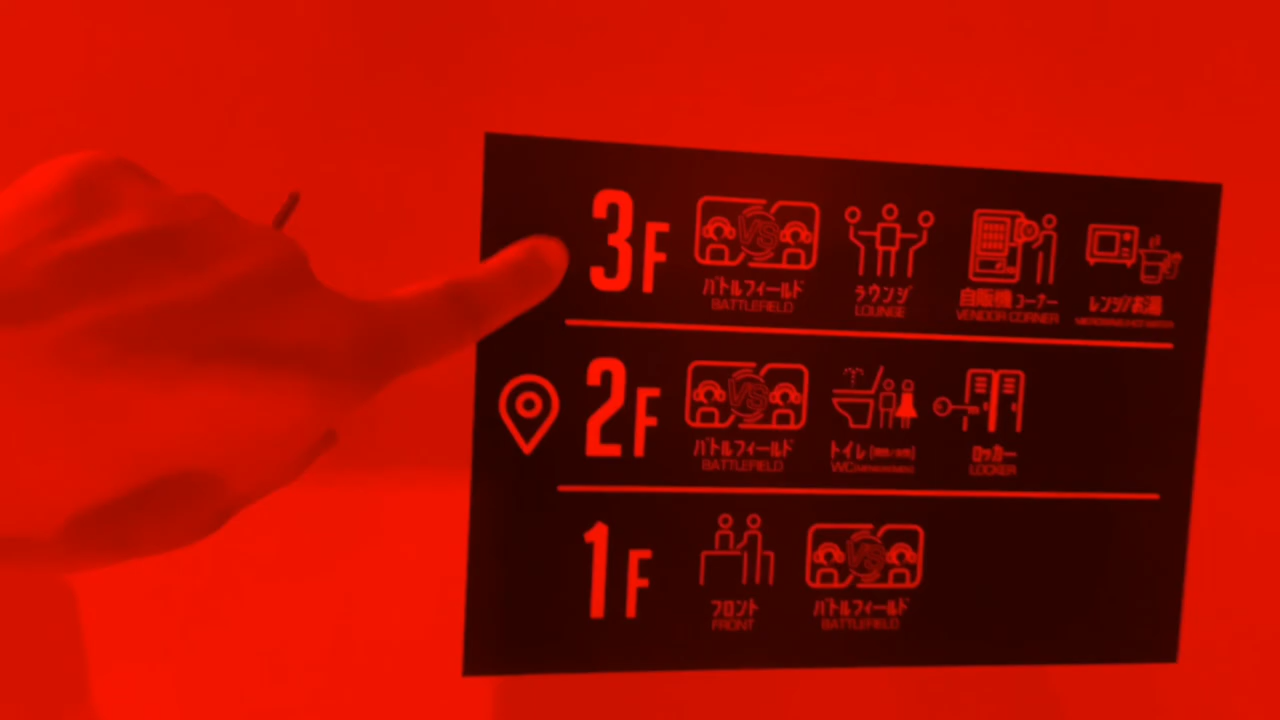 3F
VS
バトルフィールド
BATTLEFIELD
ラウンジ
LOUNGE
自販機コーナー
VENDOR CORNER
レンジ/お湯
2F
VS
バトルフィールド
BATTLEFIELD
トイレ
WC
ロッカー
LOCKER
1F
フロント
FRONT
VS
バトルフィールド
BATTLEFIELD